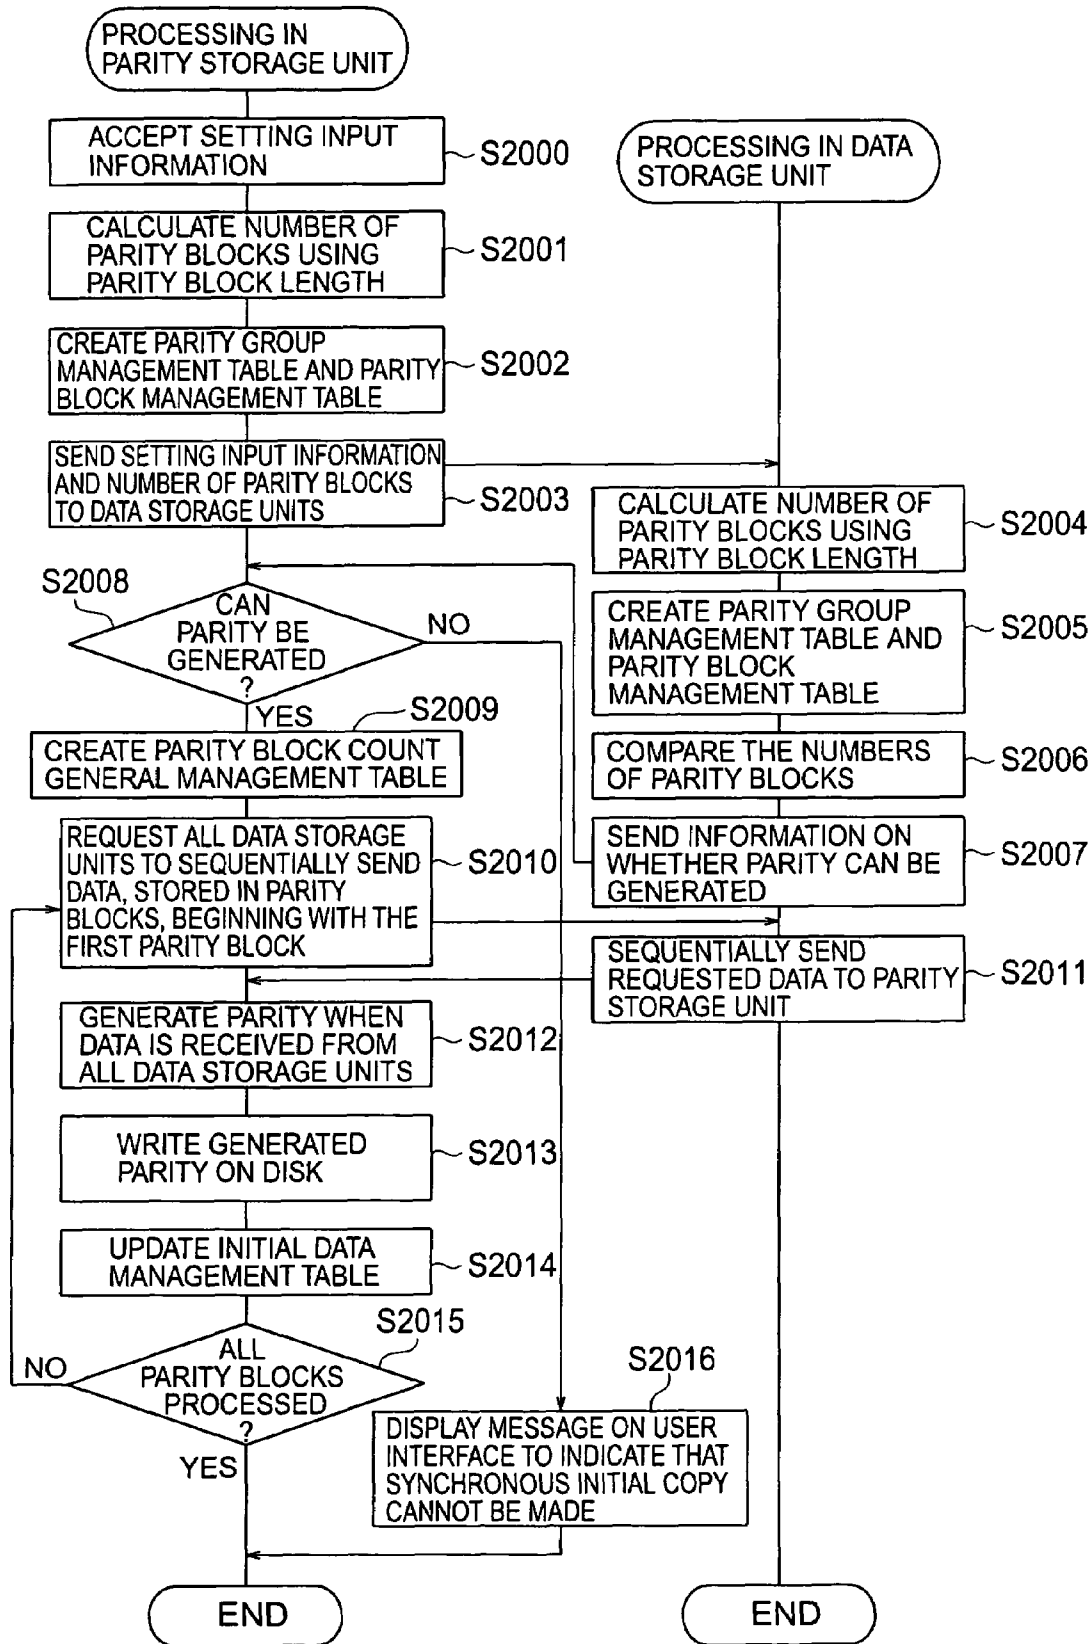 PROCESSING IN
PARITY STORAGE UNIT
ACCEPT SETTING INPUT
INFORMATION
S2000
CALCULATE NUMBER OF
PARITY BLOCKS USING
PARITY BLOCK LENGTH
S2001
CREATE PARITY GROUP
MANAGEMENT TABLE AND PARITY
BLOCK MANAGEMENT TABLE
S2002
SEND SETTING INPUT INFORMATION
AND NUMBER OF PARITY BLOCKS
TO DATA STORAGE UNITS
S2003
PROCESSING IN DATA
STORAGE UNIT
CALCULATE NUMBER OF
PARITY BLOCKS USING
PARITY BLOCK LENGTH
S2004
CREATE PARITY GROUP
MANAGEMENT TABLE AND
PARITY BLOCK
MANAGEMENT TABLE
S2005
COMPARE THE NUMBERS
OF PARITY BLOCKS
S2006
SEND INFORMATION ON
WHETHER PARITY CAN BE
GENERATED
S2007
S2008
CAN
PARITY BE
GENERATED
?
NO
YES
S2009
CREATE PARITY BLOCK COUNT
GENERAL MANAGEMENT TABLE
REQUEST ALL DATA STORAGE
UNITS TO SEQUENTIALLY SEND
DATA, STORED IN PARITY
BLOCKS, BEGINNING WITH THE
FIRST PARITY BLOCK
S2010
SEQUENTIALLY SEND
REQUESTED DATA TO PARITY
STORAGE UNIT
S2011
GENERATE PARITY WHEN
DATA IS RECEIVED FROM
ALL DATA STORAGE UNITS
S2012
WRITE GENERATED
PARITY ON DISK
S2013
UPDATE INITIAL DATA
MANAGEMENT TABLE
S2014
S2015
ALL
PARITY BLOCKS
PROCESSED
?
NO
YES
S2016
DISPLAY MESSAGE ON USER
INTERFACE TO INDICATE THAT
SYNCHRONOUS INITIAL COPY
CANNOT BE MADE
END
END